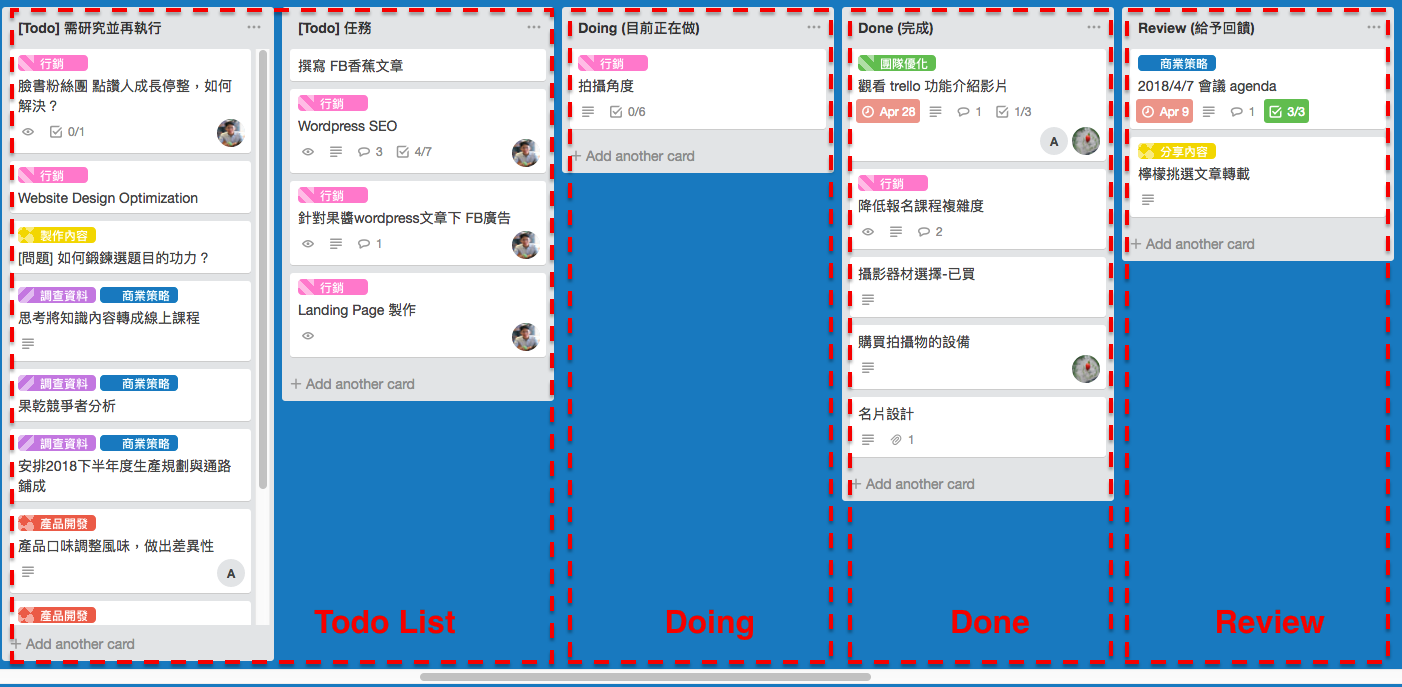 [Todo] 需研究並再執行
行銷
臉書粉絲團 點讚人成長停整，如何
解決？
0/1
行銷
Website Design Optimization
製作內容
[問題] 如何鍛鍊選題目的功力？
調查資料 商業策略
思考將知識內容轉成線上課程
調查資料 商業策略
果乾競爭者分析
調查資料 商業策略
安排2018下半年度生產規劃與通路
鋪成
產品開發
產品口味調整風味，做出差異性
A
產品開發
+ Add another card
[Todo] 任務
撰寫 FB香蕉文章
行銷
Wordpress SEO
3 4/7
行銷
針對果醬wordpress文章下 FB廣告
1
行銷
Landing Page 製作
+ Add another card
Todo List
Doing (目前正在做)
行銷
拍攝角度
0/6
+ Add another card
Doing
Done (完成)
團隊優化
觀看 trello 功能介紹影片
Apr 28 1 1/3
A
行銷
降低報名課程複雜度
2
攝影器材選擇-已買
購買拍攝物的設備
名片設計
1
+ Add another card
Done
Review (給予回饋)
商業策略
2018/4/7 會議 agenda
Apr 9 1 3/3
分享內容
檸檬挑選文章轉載
+ Add another card
Review